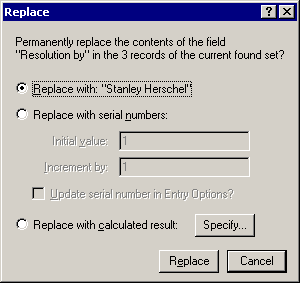 Replace
Permanently replace the contents of the field
"Resolution by" in the 3 records of the current found set?
Replace with: "Stanley Herschel"
Replace with serial numbers:
Initial value: 1
Increment by: 1
Update serial number in Entry Options?
Replace with calculated result: Specify...
Replace Cancel